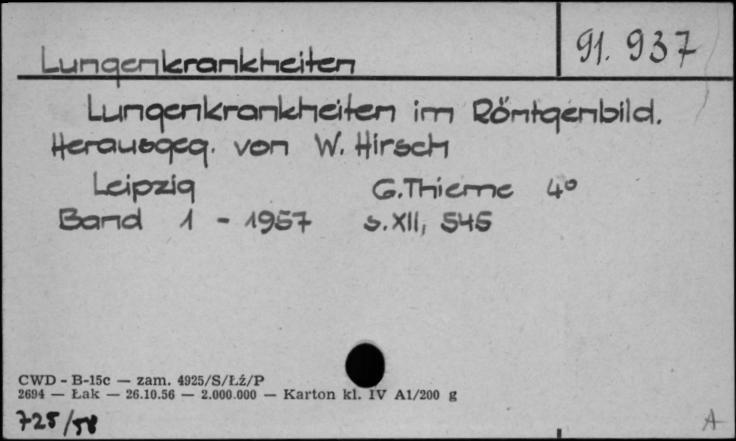 Lungenkrankheiten 91. 937
Lungenkrankheiten im Röntgenbild.
Herausgeg. von W. Hirsch
Leipzig G. Thieme 4°
Band 1 - 1957 s. XII, 545
CWD - B-15c — zam. 4925/S/Łź/P
2694 — Łak — 26.10.56 — 2.000.000 — Karton kl. IV A1/200 g
725/58
A